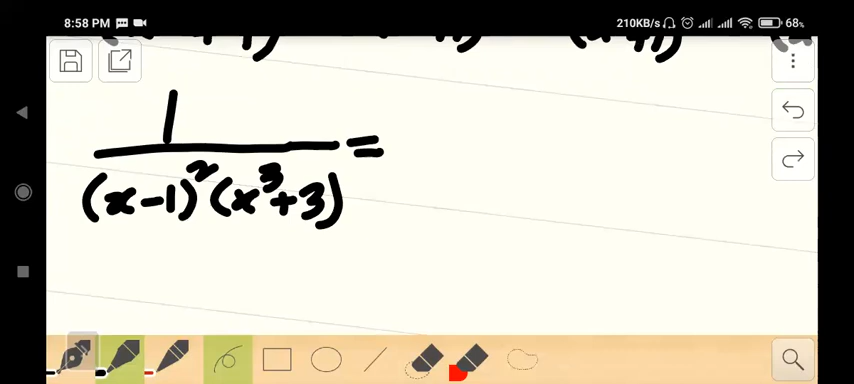 8:58 PM 210KB/s 68%
1
=
(x-1)²(x³+3)